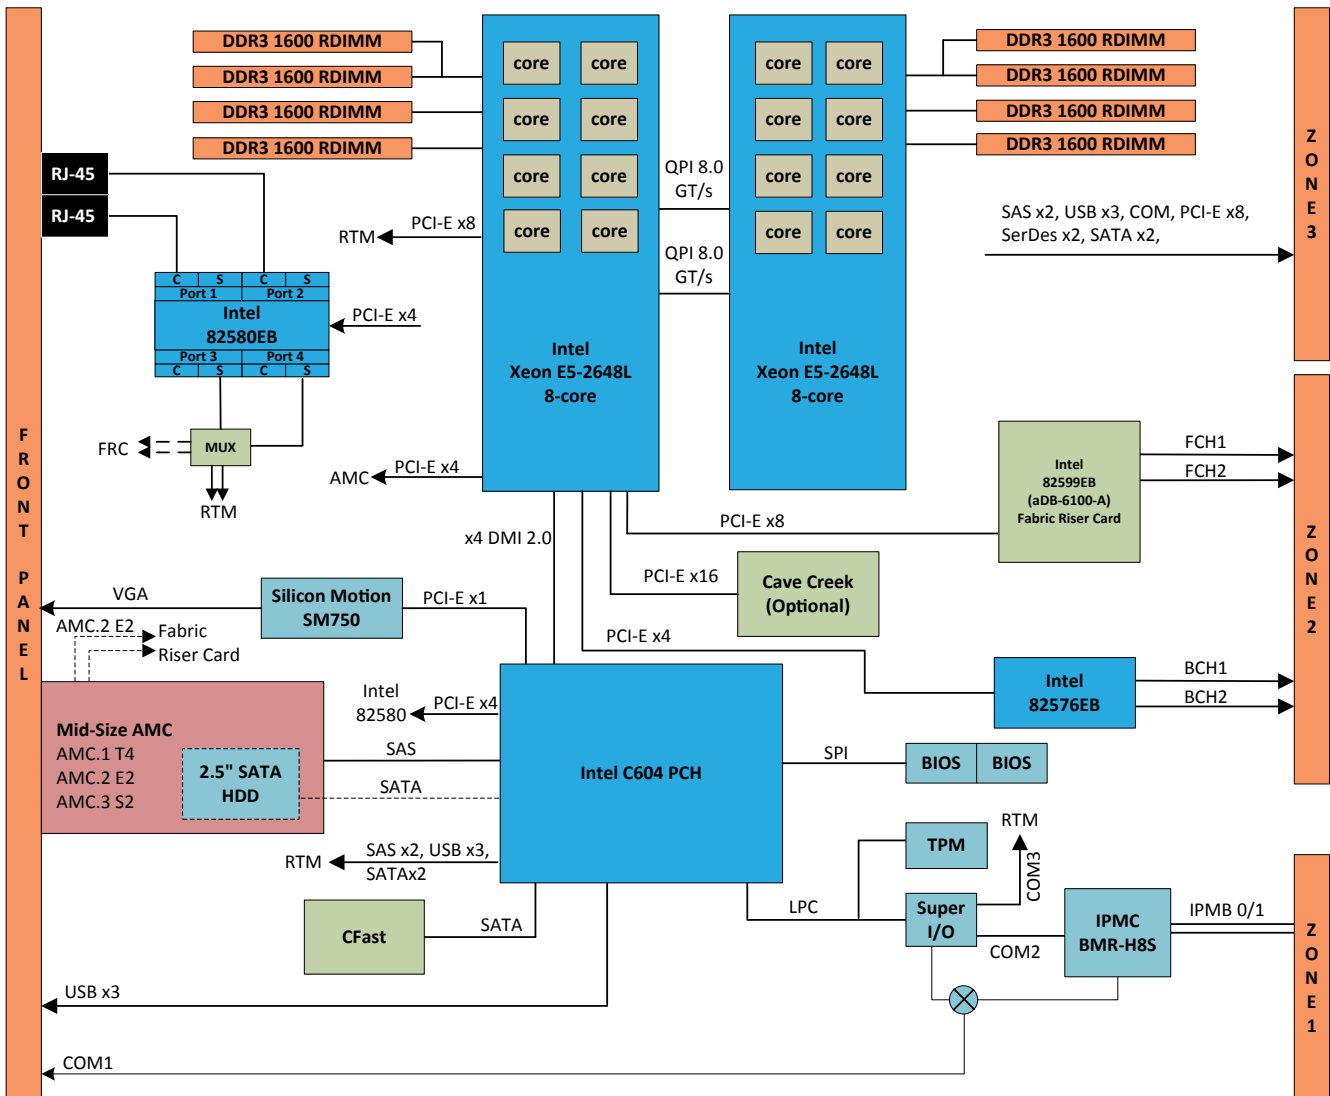 FRONT PANEL
DDR3 1600 RDIMM
DDR3 1600 RDIMM
DDR3 1600 RDIMM
DDR3 1600 RDIMM
core core
core core
core core
core core
Intel
Xeon E5-2648L
8-core
QPI 8.0
GT/s
QPI 8.0
GT/s
core core
core core
core core
core core
Intel
Xeon E5-2648L
8-core
DDR3 1600 RDIMM
DDR3 1600 RDIMM
DDR3 1600 RDIMM
DDR3 1600 RDIMM
ZONE3
SAS x2, USB x3, COM, PCI-E x8,
SerDes x2, SATA x2,
RJ-45
RJ-45
RTM
PCI-E x8
C S C S
Port 1 Port 2
Intel
82580EB
Port 3 Port 4
C S C S
PCI-E x4
MUX
FRC
RTM
AMC
PCI-E x4
x4 DMI 2.0
PCI-E x8
Intel
82599EB
(aDB-6100-A)
Fabric Riser Card
FCH1
FCH2
ZONE2
PCI-E x16
Cave Creek
(Optional)
PCI-E x4
Intel
82576EB
BCH1
BCH2
VGA
Silicon Motion
SM750
PCI-E x1
AMC.2 E2
Fabric
Riser Card
Intel
82580
PCI-E x4
Mid-Size AMC
AMC.1 T4
AMC.2 E2
AMC.3 S2
2.5" SATA
HDD
SAS
SATA
Intel C604 PCH
SPI
BIOS BIOS
RTM
SAS x2, USB x3,
SATAx2
CFast
SATA
LPC
TPM
RTM
COM3
Super
I/O
COM2
IPMC
BMR-H8S
IPMB 0/1
ZONE1
USB x3
COM1